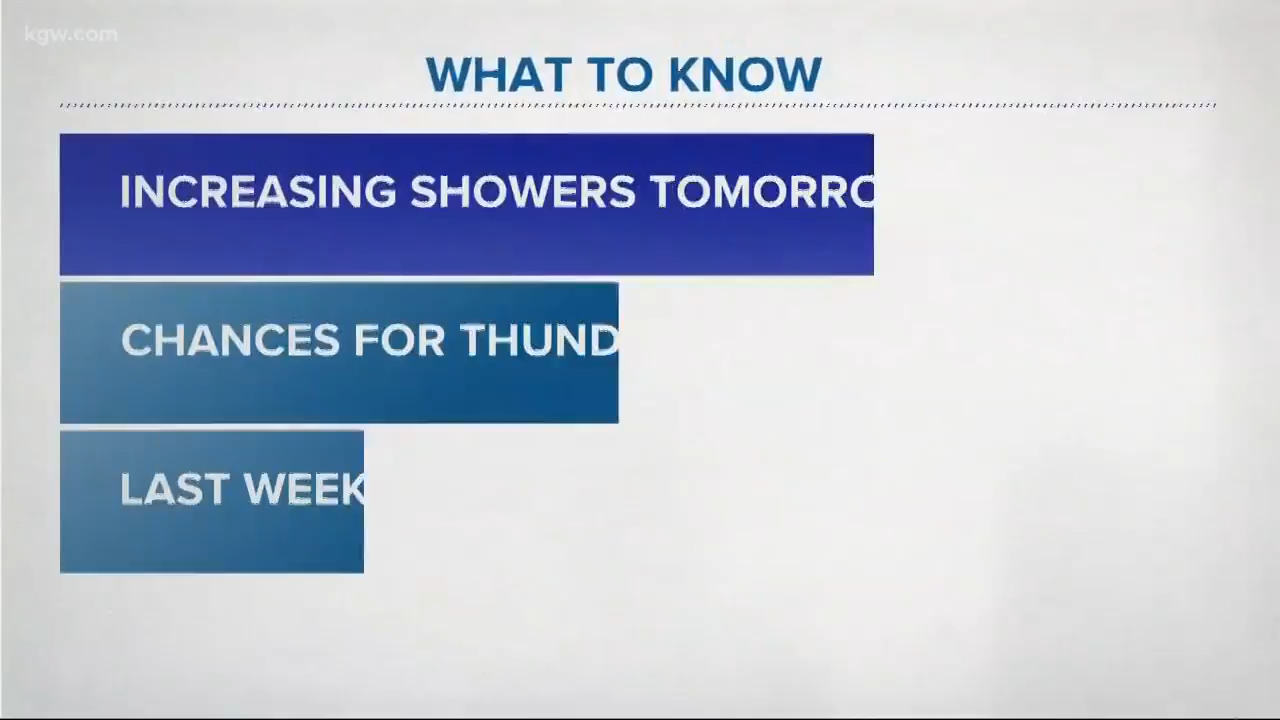 kgw.com
WHAT TO KNOW
INCREASING SHOWERS TOMORRO
CHANCES FOR THUND
LAST WEEK